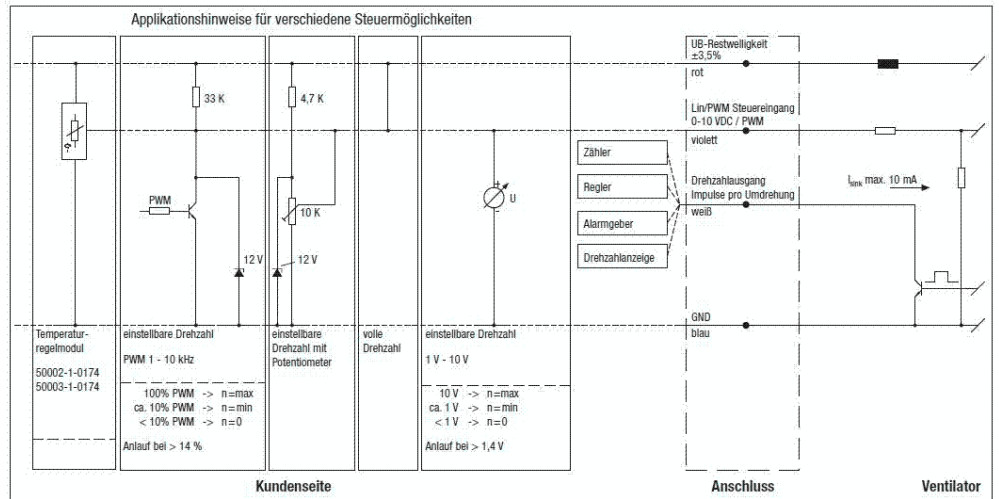 Applikationshinweise für verschiedene Steuermöglichkeiten
UB-Restwelligkeit
±3,5%
rot
33 K
4,7 K
Lin/PWM Steuereingang
0-10 VDC / PWM
violett
Zähler
Regler
Alarmgeber
Drehzahlanzeige
Drehzahlausgang
Impulse pro Umdrehung
weiß
Isink max. 10 mA
PWM
10 K
+
U
-
12 V
12 V
GND
blau
Temperatur-
regelmodul
50002-1-0174
50003-1-0174
einstellbare Drehzahl
PWM 1 - 10 kHz
100% PWM -> n=max
ca. 10% PWM -> n=min
< 10% PWM -> n=0
Anlauf bei > 14 %
einstellbare
Drehzahl mit
Potentiometer
volle
Drehzahl
einstellbare Drehzahl
1 V - 10 V
10 V -> n=max
ca. 1 V -> n=min
< 1 V -> n=0
Anlauf bei > 1,4 V
Kundenseite
Anschluss
Ventilator